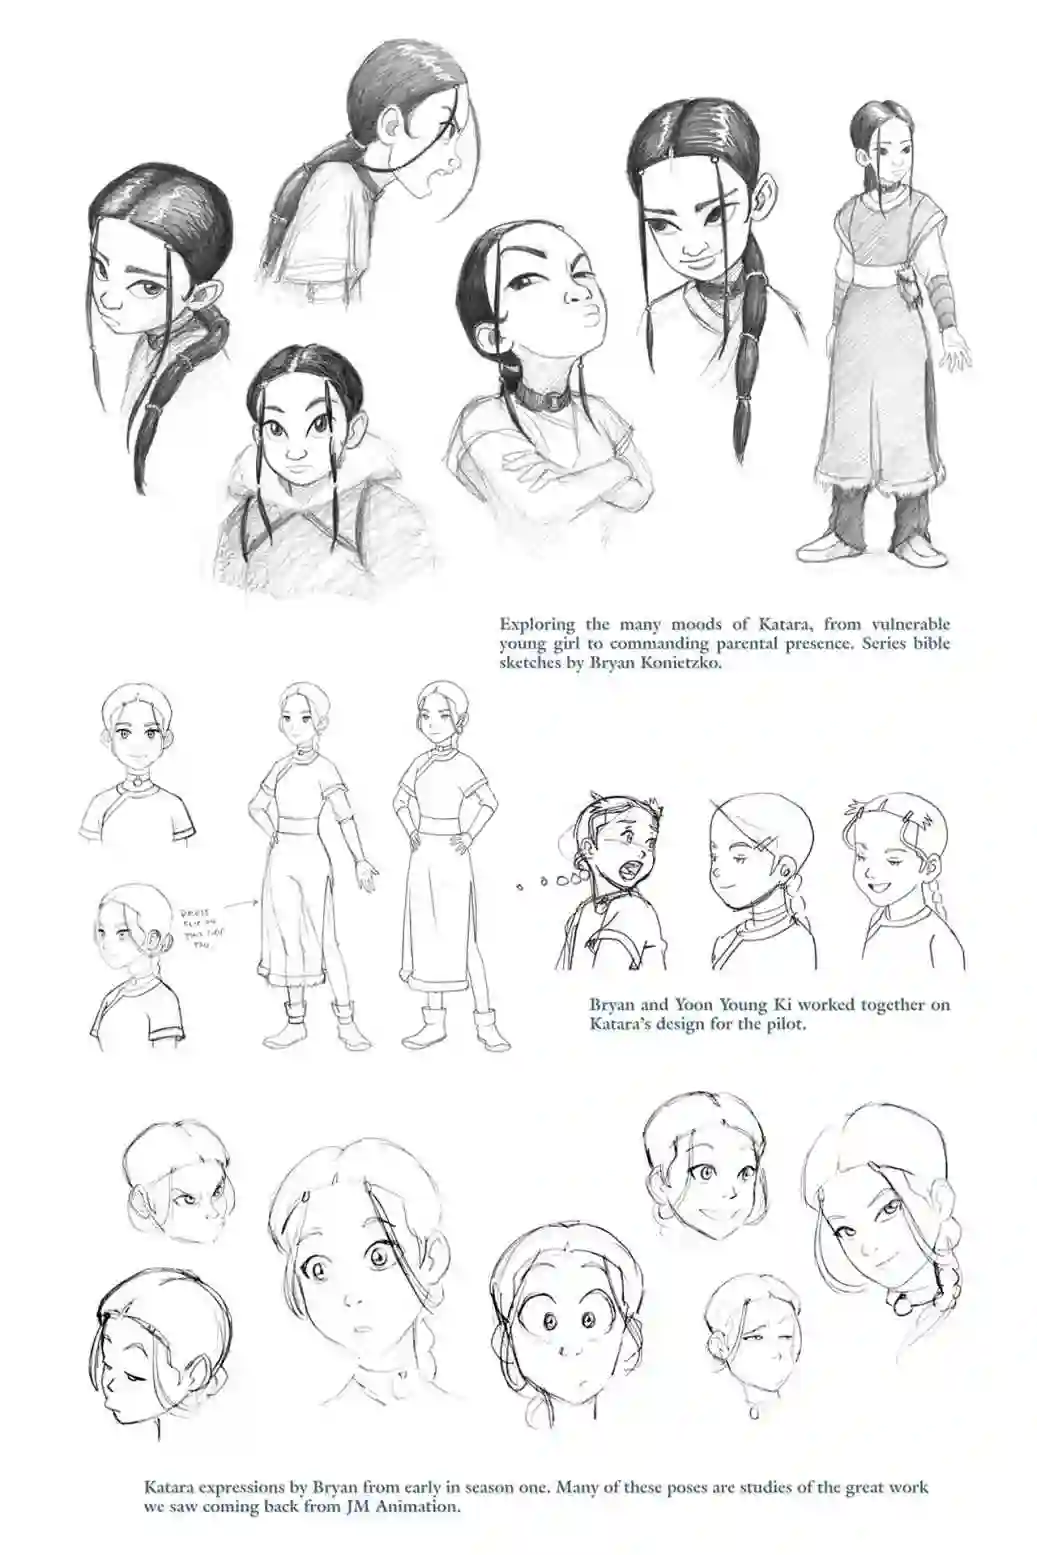 Exploring the many moods of Katara, from vulnerable
young girl to commanding parental presence. Series bible
sketches by Bryan Konietzko.
DRESS
Bryan and Yoon Young Ki worked together on
Katara's design for the pilot.
Katara expressions by Bryan from early in season one. Many of these poses are studies of the great work
we saw coming back from JM Animation.